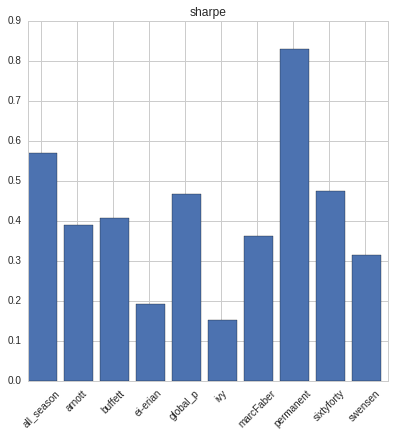 sharpe
0.9
0.8
0.7
0.6
0.5
0.4
0.3
0.2
0.1
0.0
all_season
arnott
buffett
el-erian
global_p
ivy
marcFaber
permanent
sixtyforty
swensen